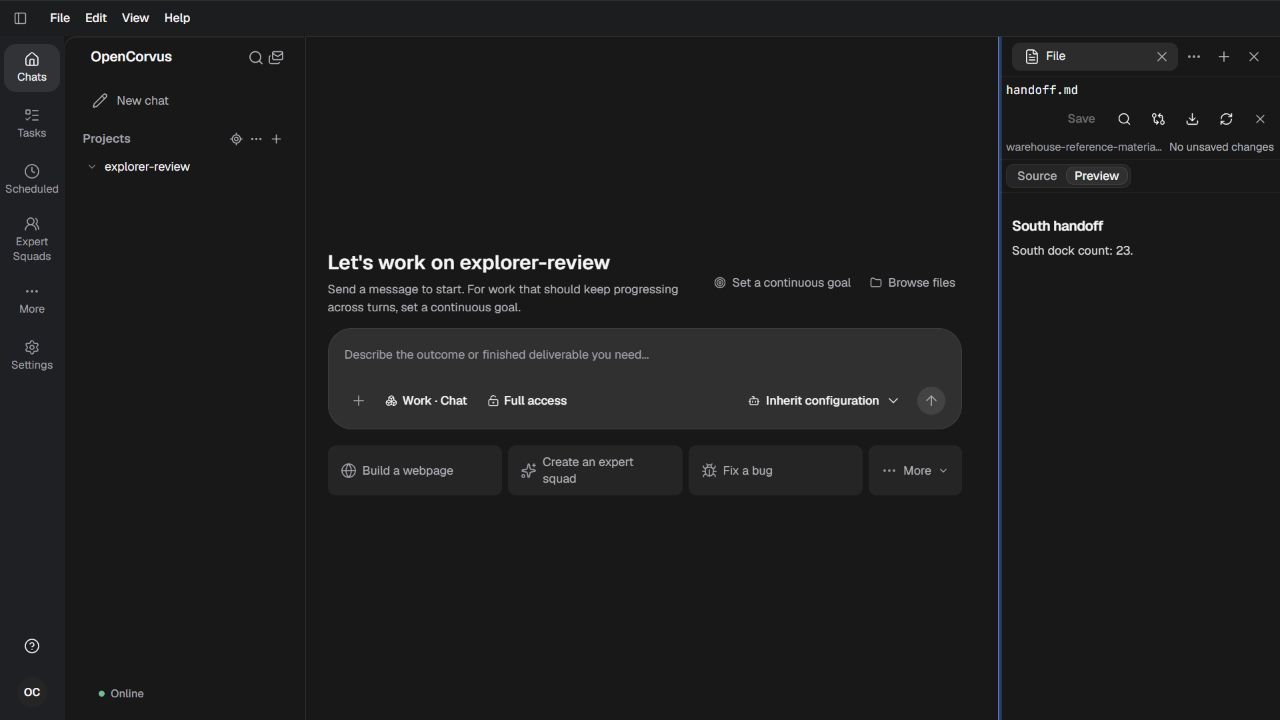 File Edit View Help
Chats
Tasks
Scheduled
Expert
Squads
More
Settings
OC
OpenCorvus
New chat
Projects
explorer-review
Online
Let's work on explorer-review
Send a message to start. For work that should keep progressing
across turns, set a continuous goal.
Set a continuous goal
Browse files
Describe the outcome or finished deliverable you need...
Work · Chat
Full access
Inherit configuration
Build a webpage
Create an expert
squad
Fix a bug
More
File
handoff.md
Save
warehouse-reference-materia... No unsaved changes
Source Preview
South handoff
South dock count: 23.